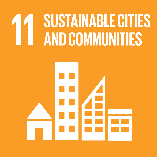 11 SUSTAINABLE CITIES
AND COMMUNITIES